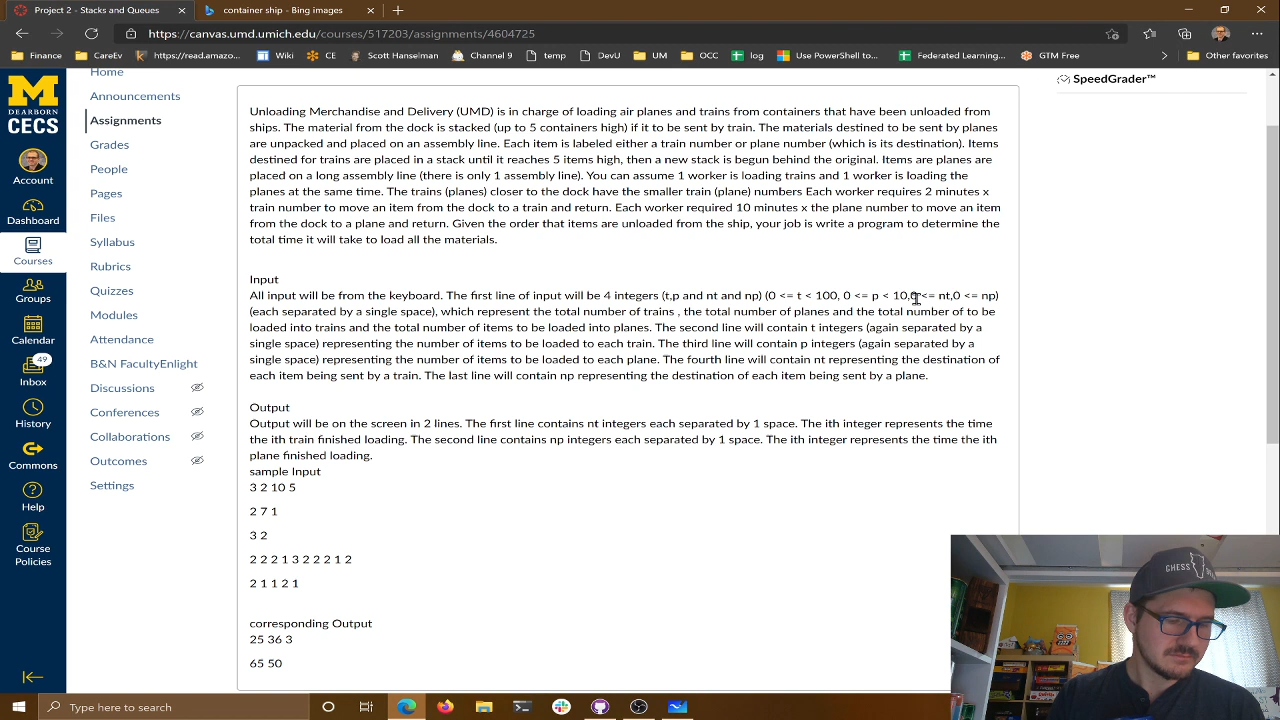 Project 2 - Stacks and Queues
container ship - Bing images
https://canvas.umd.umich.edu/courses/517203/assignments/4604725
Finance CareEv https://read.amazo... Wiki CE Scott Hanselman Channel 9 temp DevU UM OCC log Use PowerShell to... Federated Learning... GTM Free Other favorites
M
DEARBORN
CECS
Account
Dashboard
Courses
Groups
Calendar
49
Inbox
History
Commons
Help
Course
Policies
Home
Announcements
Assignments
Grades
People
Pages
Files
Syllabus
Rubrics
Quizzes
Modules
Attendance
B&N FacultyEnlight
Discussions
Conferences
Collaborations
Outcomes
Settings
Unloading Merchandise and Delivery (UMD) is in charge of loading air planes and trains from containers that have been unloaded from
ships. The material from the dock is stacked (up to 5 containers high) if it to be sent by train. The materials destined to be sent by planes
are unpacked and placed on an assembly line. Each item is labeled either a train number or plane number (which is its destination). Items
destined for trains are placed in a stack until it reaches 5 items high, then a new stack is begun behind the original. Items are planes are
placed on a long assembly line (there is only 1 assembly line). You can assume 1 worker is loading trains and 1 worker is loading the
planes at the same time. The trains (planes) closer to the dock have the smaller train (plane) numbers Each worker requires 2 minutes x
train number to move an item from the dock to a train and return. Each worker required 10 minutes x the plane number to move an item
from the dock to a plane and return. Given the order that items are unloaded from the ship, your job is write a program to determine the
total time it will take to load all the materials.
Input
All input will be from the keyboard. The first line of input will be 4 integers (t,p and nt and np) (0 <= t < 100, 0 <= p < 10,0 <= nt,0 <= np)
(each separated by a single space), which represent the total number of trains , the total number of planes and the total number of to be
loaded into trains and the total number of items to be loaded into planes. The second line will contain t integers (again separated by a
single space) representing the number of items to be loaded to each train. The third line will contain p integers (again separated by a
single space) representing the number of items to be loaded to each plane. The fourth line will contain nt representing the destination of
each item being sent by a train. The last line will contain np representing the destination of each item being sent by a plane.
Output
Output will be on the screen in 2 lines. The first line contains nt integers each separated by 1 space. The ith integer represents the time
the ith train finished loading. The second line contains np integers each separated by 1 space. The ith integer represents the time the ith
plane finished loading.
sample Input
3 2 10 5
2 7 1
3 2
2 2 2 1 3 2 2 2 1 2
2 1 1 2 1
corresponding Output
25 36 3
65 50
SpeedGrader™
CHESS
Type here to search